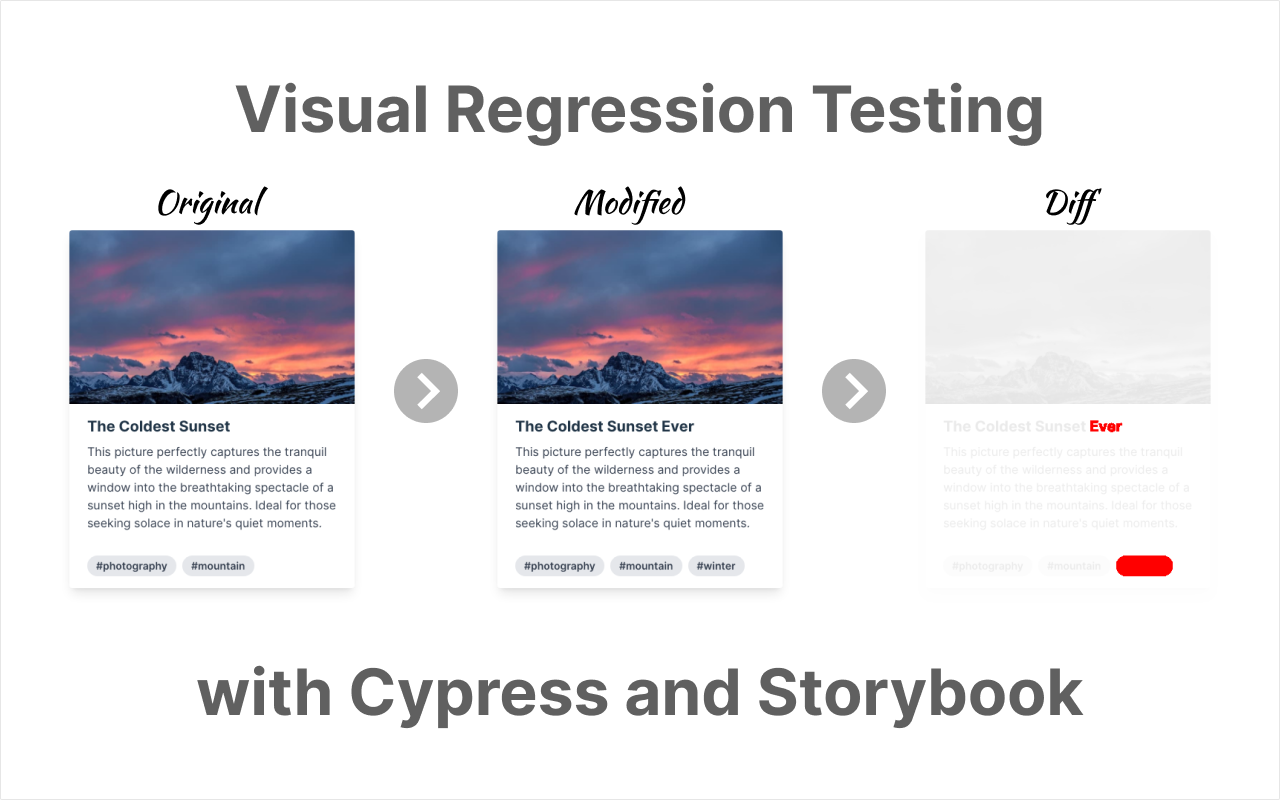 Visual Regression Testing
Original
Modified
Diff
The Coldest Sunset
This picture perfectly captures the tranquil
beauty of the wilderness and provides a
window into the breathtaking spectacle of a
sunset high in the mountains. Ideal for those
seeking solace in nature's quiet moments.
#photography
#mountain
The Coldest Sunset Ever
This picture perfectly captures the tranquil
beauty of the wilderness and provides a
window into the breathtaking spectacle of a
sunset high in the mountains. Ideal for those
seeking solace in nature's quiet moments.
#photography
#mountain
#winter
The Coldest Sunset Ever
This picture perfectly captures the tranquil
beauty of the wilderness and provides a
window into the breathtaking spectacle of a
sunset high in the mountains. Ideal for those
seeking solace in nature's quiet moments.
#photography
#mountain
with Cypress and Storybook